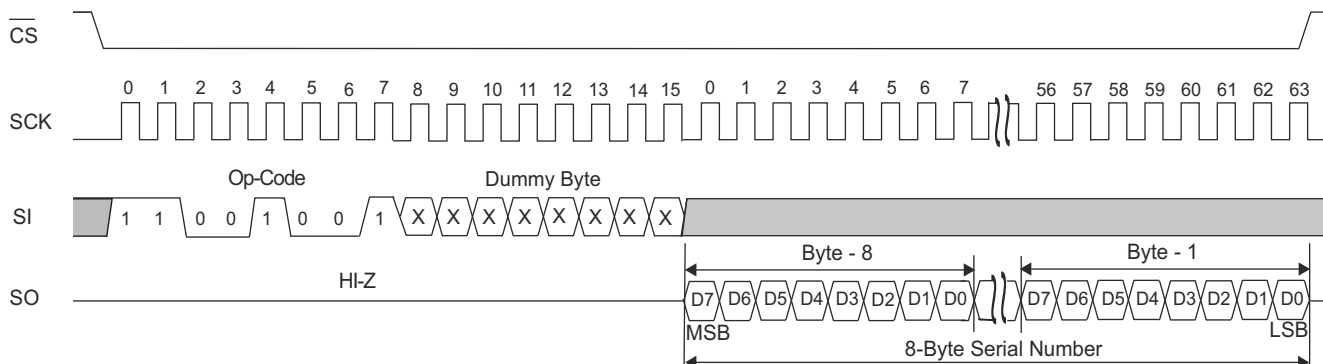 CS
0 1 2 3 4 5 6 7 8 9 10 11 12 13 14 15 0 1 2 3 4 5 6 7 56 57 58 59 60 61 62 63
SCK
Op-Code Dummy Byte
SI 1 1 0 0 1 0 0 1 X X X X X X X X
Byte - 8 Byte - 1
HI-Z
SO D7 D6 D5 D4 D3 D2 D1 D0 D7 D6 D5 D4 D3 D2 D1 D0
MSB LSB
8-Byte Serial Number